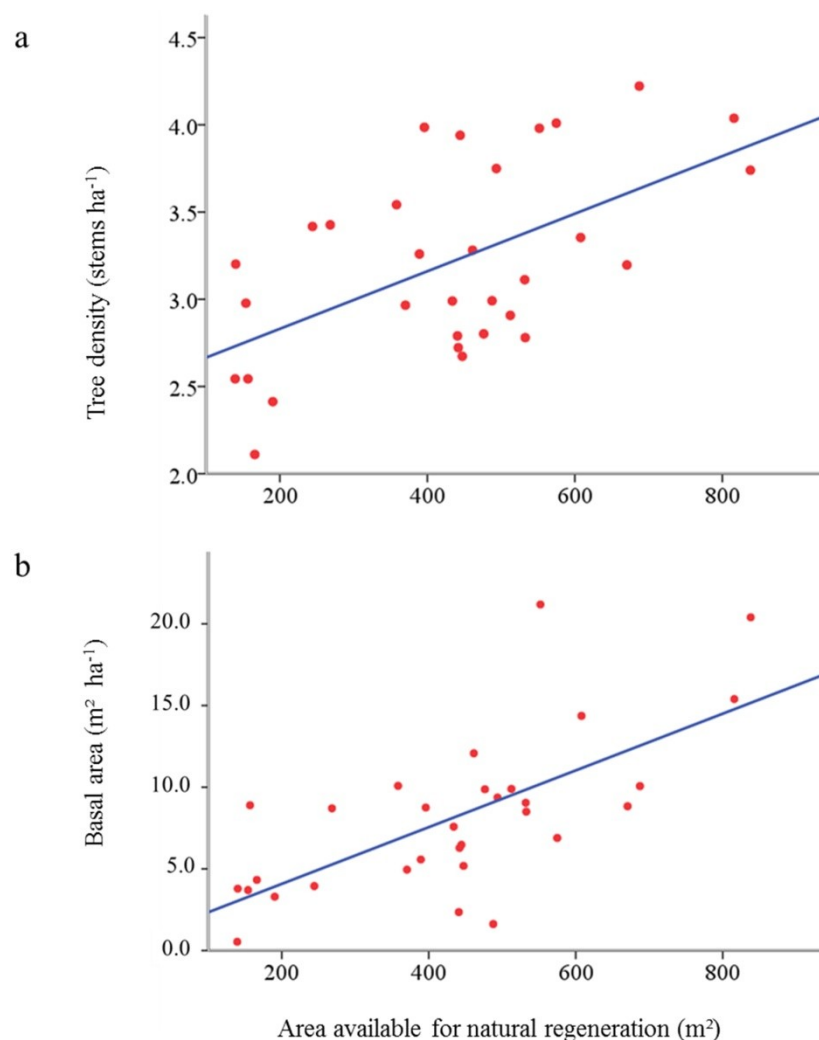 a
Tree density (stems ha⁻¹)
4.5
4.0
3.5
3.0
2.5
2.0
200 400 600 800
b
Basal area (m² ha⁻¹)
20.0
15.0
10.0
5.0
0.0
200 400 600 800
Area available for natural regeneration (m²)